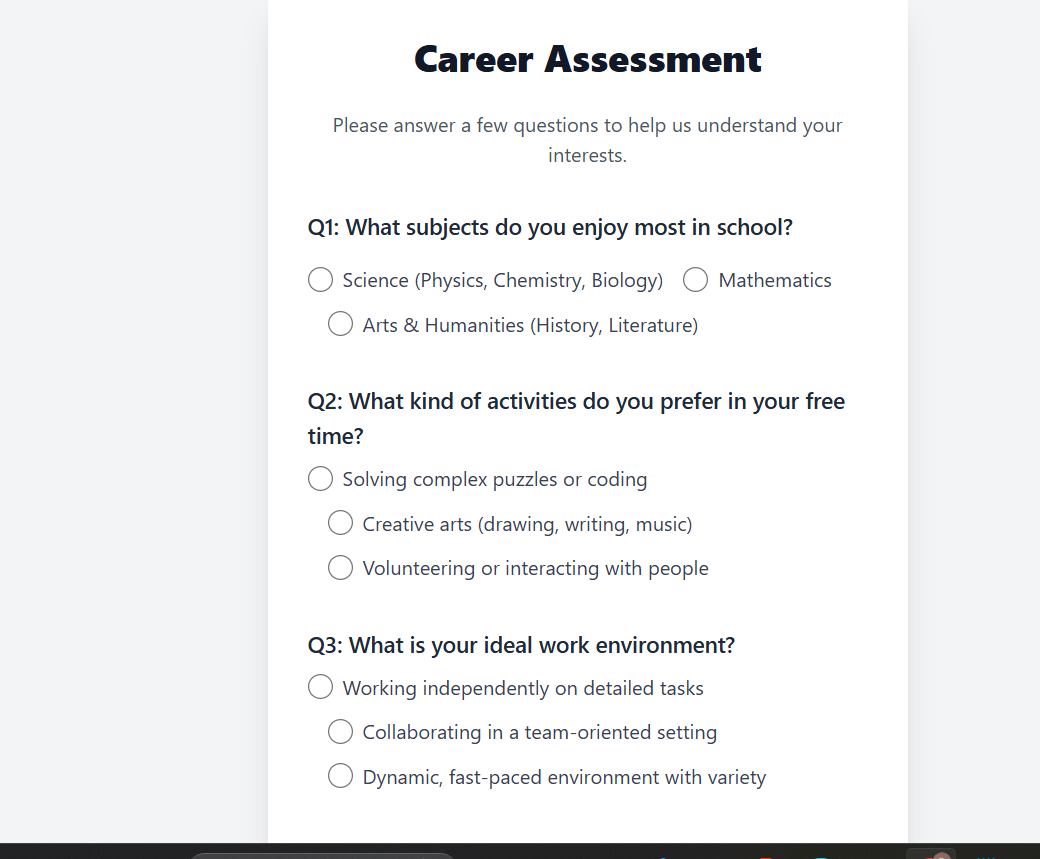 Career Assessment
Please answer a few questions to help us understand your
interests.
Q1: What subjects do you enjoy most in school?
Science (Physics, Chemistry, Biology) Mathematics
Arts & Humanities (History, Literature)
Q2: What kind of activities do you prefer in your free
time?
Solving complex puzzles or coding
Creative arts (drawing, writing, music)
Volunteering or interacting with people
Q3: What is your ideal work environment?
Working independently on detailed tasks
Collaborating in a team-oriented setting
Dynamic, fast-paced environment with variety